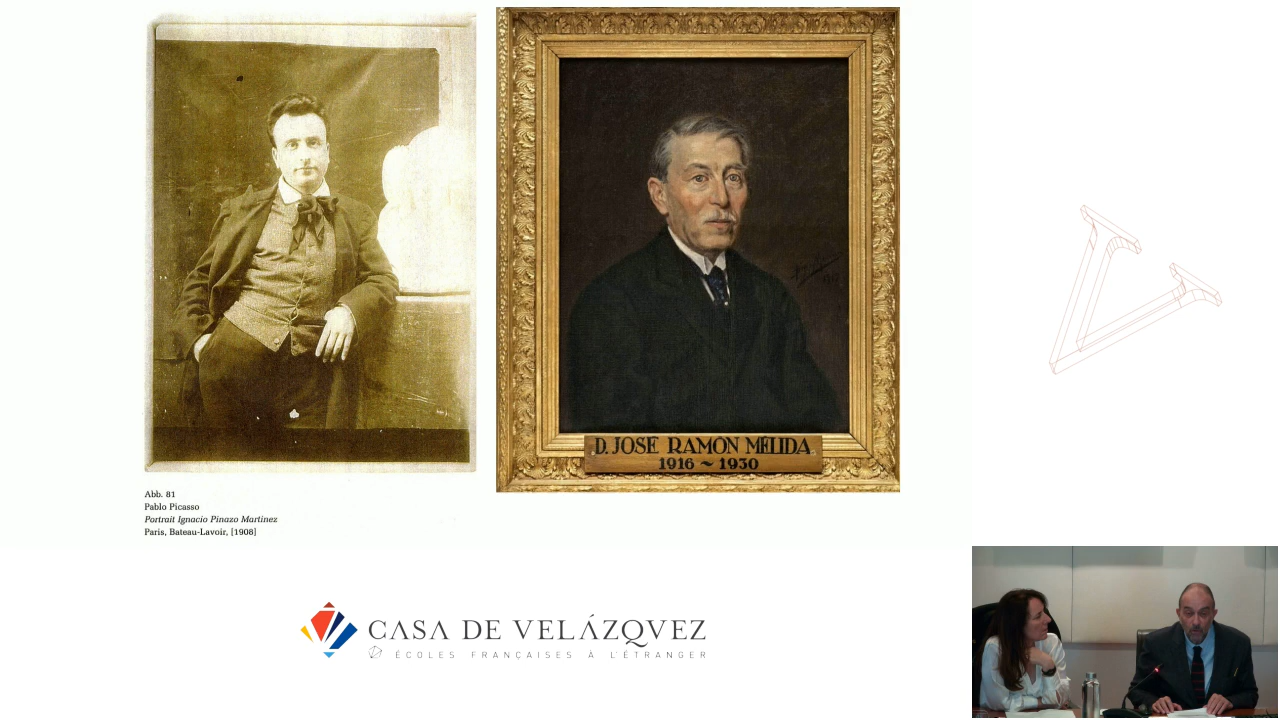 D. JOSE RAMON MÉLIDA
1916 ~ 1930
Abb. 81
Pablo Picasso
Portrait Ignacio Pinazo Martinez
Paris, Bateau-Lavoir, [1908]
CASA DE VELÁZQVEZ
ÉCOLES FRANÇAISES À L'ÉTRANGER